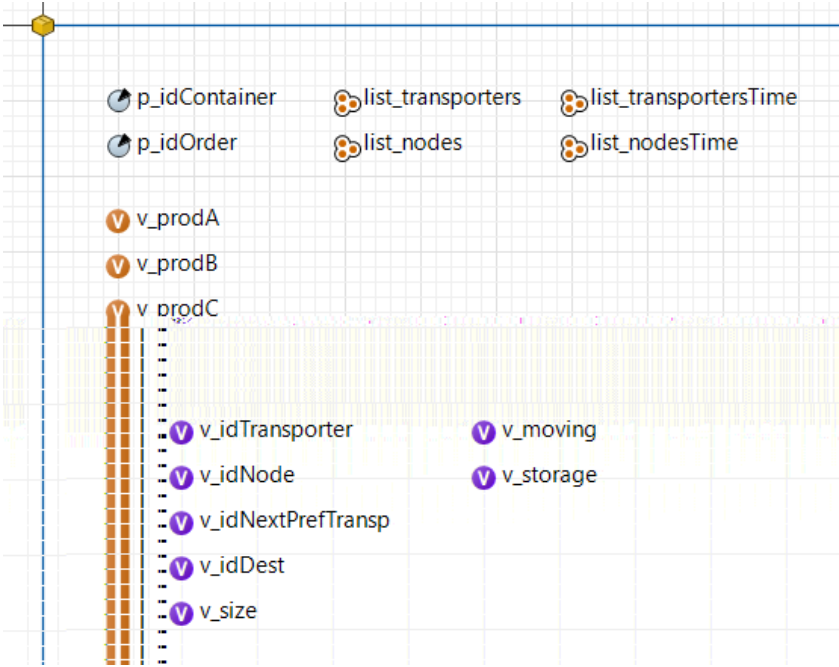 p_idContainer list_transporters list_transportersTime
p_idOrder list_nodes list_nodesTime
V v_prodA
V v_prodB
V v_prodC
V v_idTransporter V v_moving
V v_idNode V v_storage
V v_idNextPrefTransp
V v_idDest
V v_size